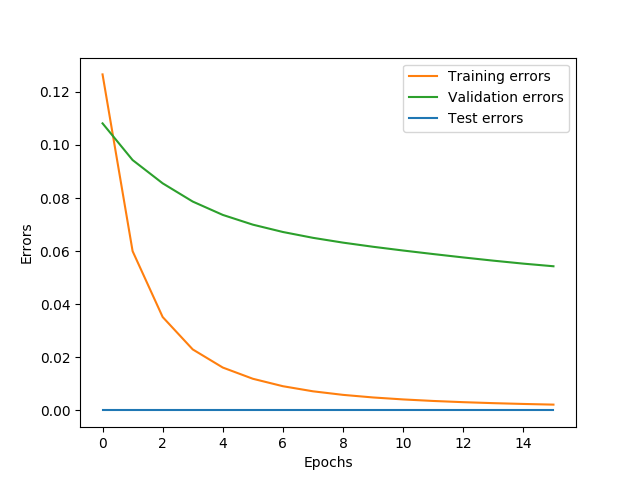 Training errors
Validation errors
Test errors
0.12
0.10
0.08
0.06
0.04
0.02
0.00
Errors
0 2 4 6 8 10 12 14
Epochs